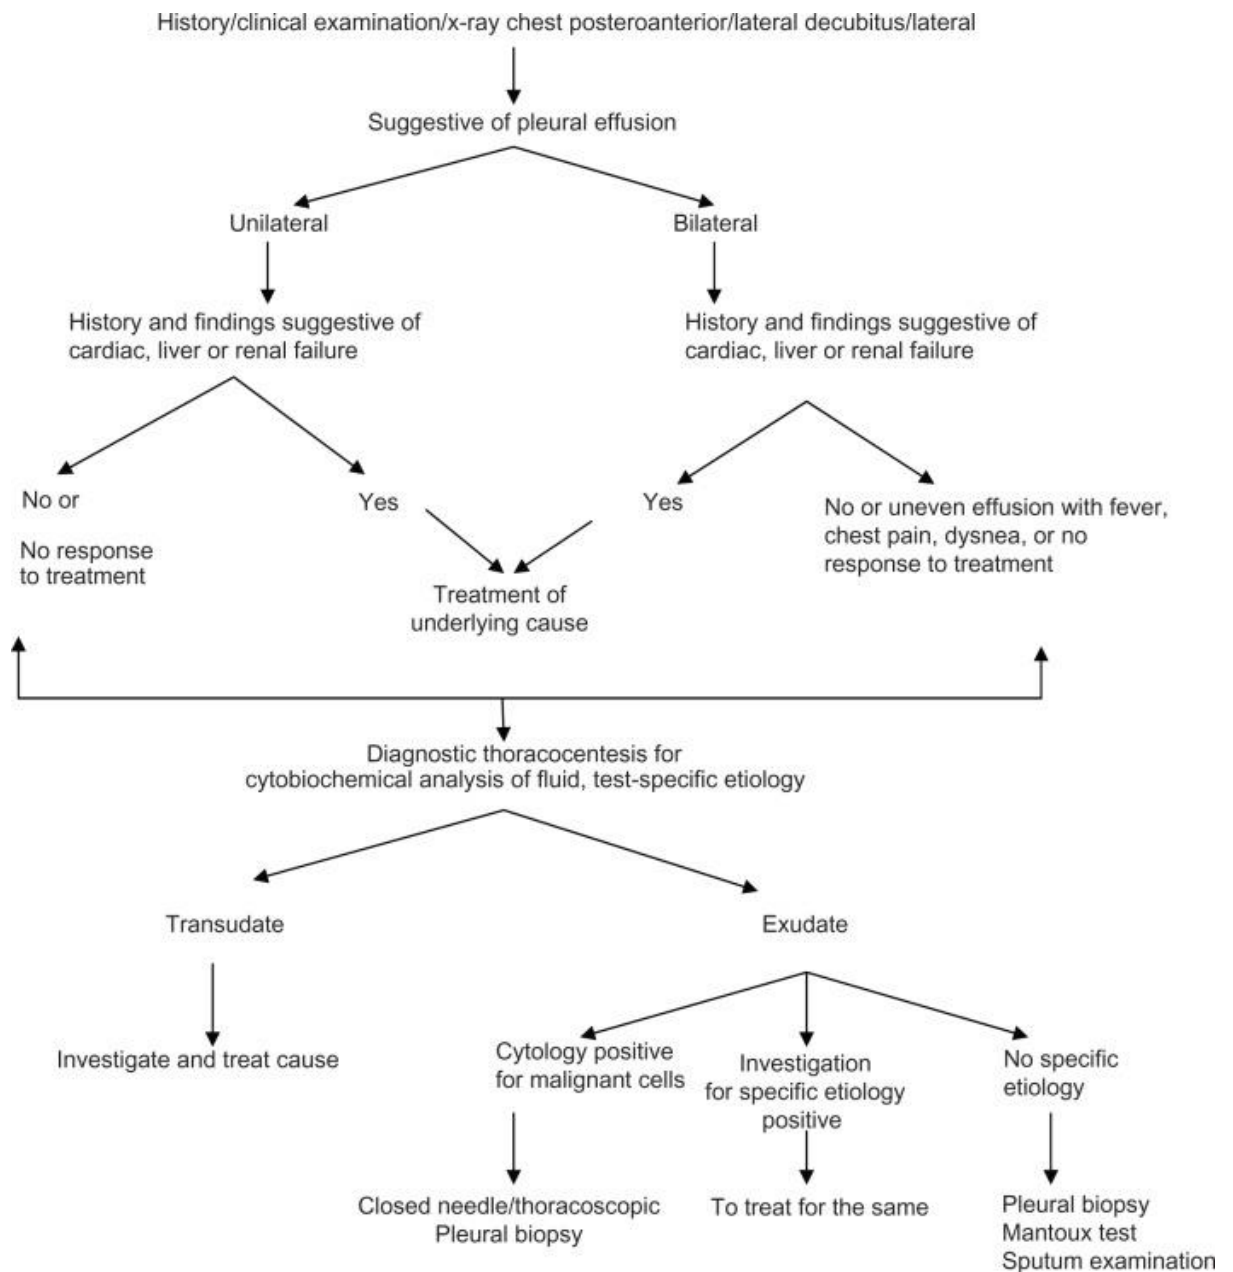 History/clinical examination/x-ray chest posteroanterior/lateral decubitus/lateral
Suggestive of pleural effusion
Unilateral
Bilateral
History and findings suggestive of
cardiac, liver or renal failure
History and findings suggestive of
cardiac, liver or renal failure
No or
No response
to treatment
Yes
Yes
No or uneven effusion with fever,
chest pain, dysnea, or no
response to treatment
Treatment of
underlying cause
Diagnostic thoracocentesis for
cytobiochemical analysis of fluid, test-specific etiology
Transudate
Exudate
Investigate and treat cause
Cytology positive
for malignant cells
Investigation
for specific etiology
positive
No specific
etiology
Closed needle/thoracoscopic
Pleural biopsy
To treat for the same
Pleural biopsy
Mantoux test
Sputum examination